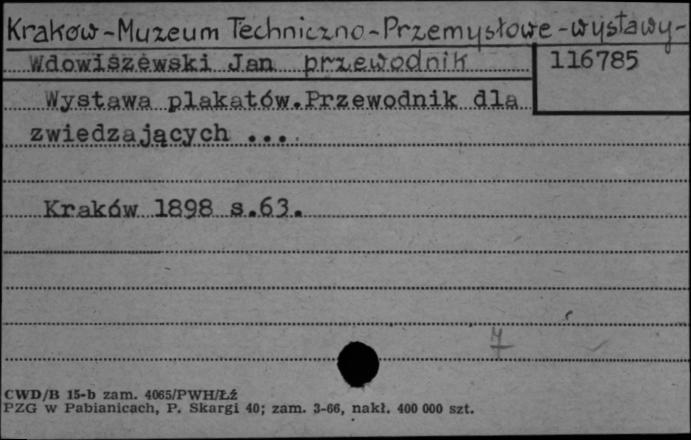 Kraków-Muzeum Techniczno-Przemysłowe-wystawy-
Wdowiszewski Jan przewodnik 116785
Wystawa plakatów.Przewodnik dla
zwiedzających ...
Kraków 1898 s.63.
7
CWD/B 15-b zam. 4065/PWH/Łź
PZG w Pabianicach, P. Skargi 40; zam. 3-66, nakł. 400 000 szt.